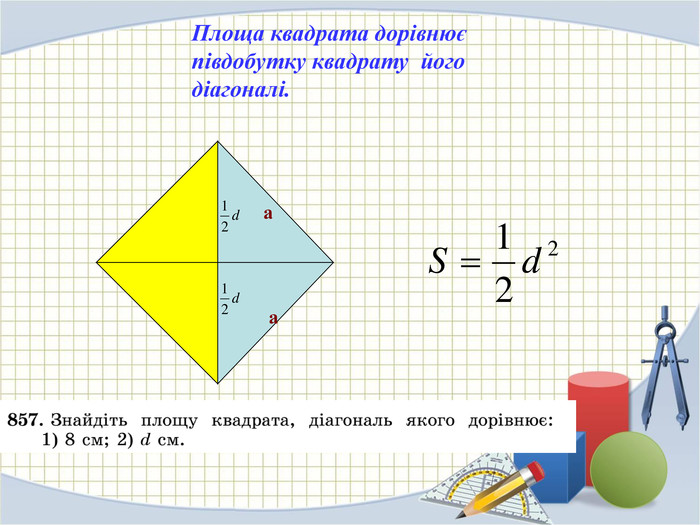 Площа квадрата дорівнює
півдобутку квадрату його
діагоналі.
1/2 d
a
1/2 d
a
S = 1/2 d²
857. Знайдіть площу квадрата, діагональ якого дорівнює:
1) 8 см; 2) d см.